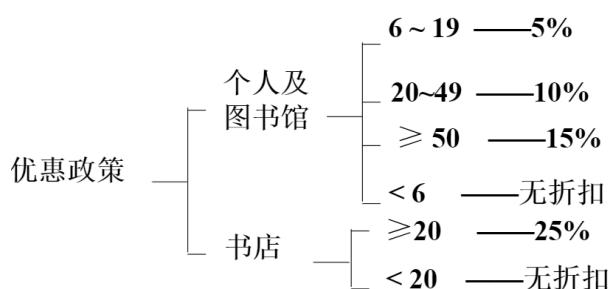 6 ~ 19 ——5%
个人及
图书馆
20~49 ——10%
≥ 50 ——15%
优惠政策
< 6 ——无折扣
≥20 ——25%
书店
< 20 ——无折扣